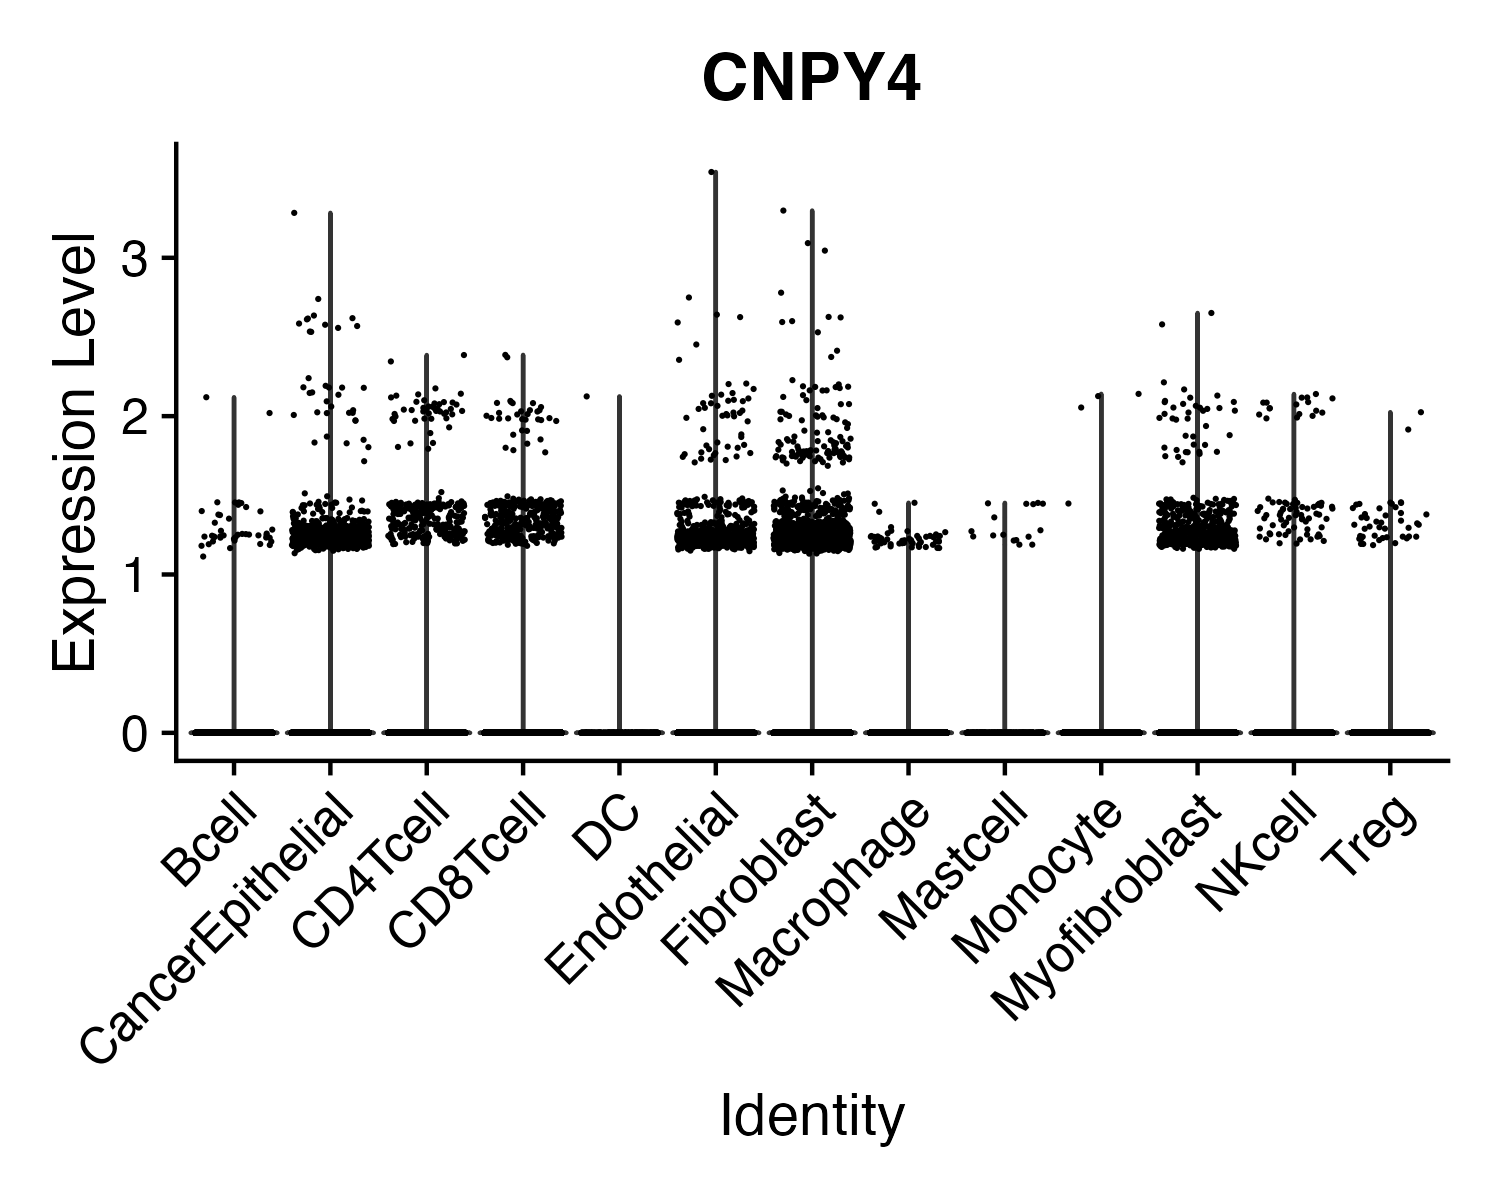 CNPY4
Expression Level
3
2
1
0
Bcell
CancerEpithelial
CD4Tcell
CD8Tcell
DC
Endothelial
Fibroblast
Macrophage
Mastcell
Monocyte
Myofibroblast
NKcell
Treg
Identity